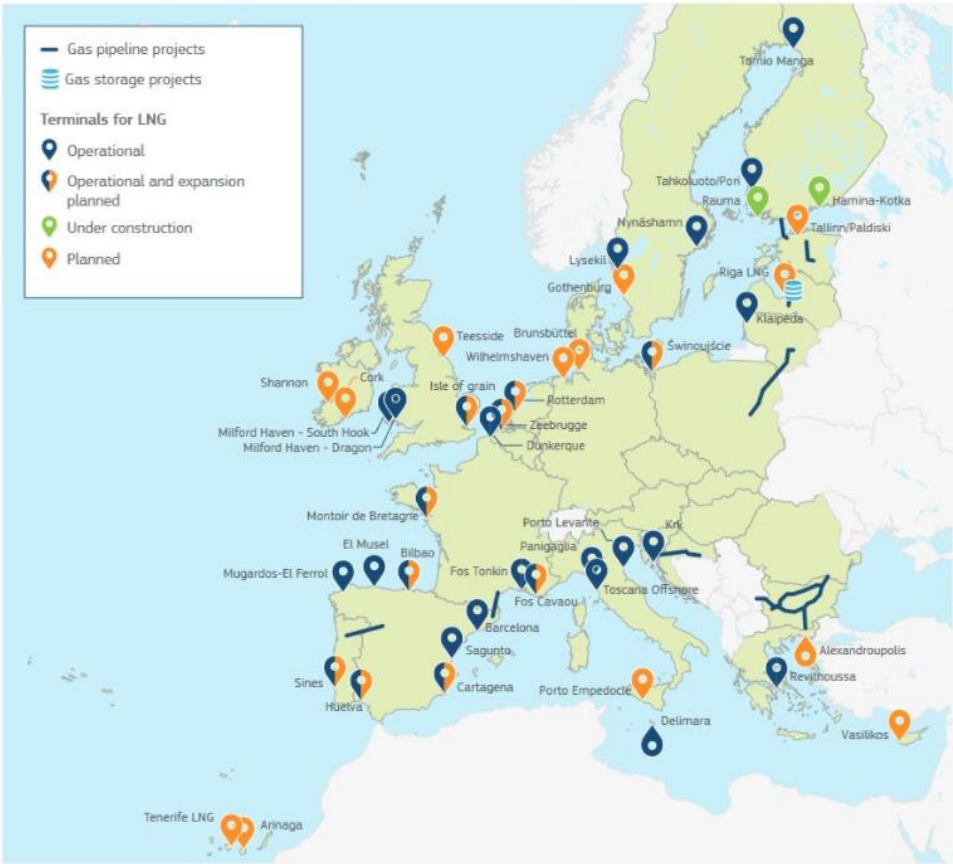 Gas pipeline projects
Gas storage projects
Terminals for LNG
Operational
Operational and expansion
planned
Under construction
Planned
Tornio Manga
Tahkoluoto/Pori
Rauma
Hamina-Kotka
Nynäshamn
Tallinn/Paldiski
Lysekil
Riga LNG
Gothenburg
Klaipėda
Teesside
Brunsbüttel
Wilhelmshaven
Świnoujście
Shannon
Cork
Isle of grain
Rotterdam
Milford Haven - South Hook
Zeebrugge
Milford Haven - Dragon
Dunkerque
Montoir de Bretagne
Porto Levante
Krk
El Musel
Bilbao
Panigaglia
Mugardos-El Ferrol
Fos Tonkin
Toscana Offshore
Fos Cavaou
Barcelona
Sagunto
Alexandroupolis
Revithoussa
Sines
Cartagena
Porto Empedocle
Huelva
Delimara
Vasilikos
Tenerife LNG
Arinaga